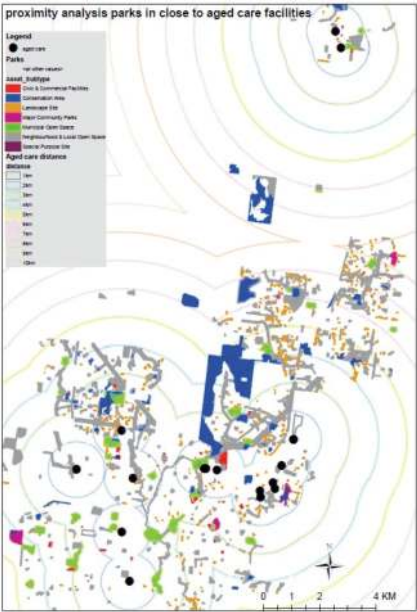 proximity analysis parks in close to aged care facilities
Legend
aged care
Parks
<all other values>
Asset_Subtype
Civic & Commercial Facilities
Conservation Area
Landscape Site
Major Community Parks
Municipal Open Space
Neighbourhood & Local Open Space
Special Purpose Site
Aged care distance
distance
1km
2km
3km
4km
5km
6km
7km
8km
9km
10km
0 1 2 4 KM